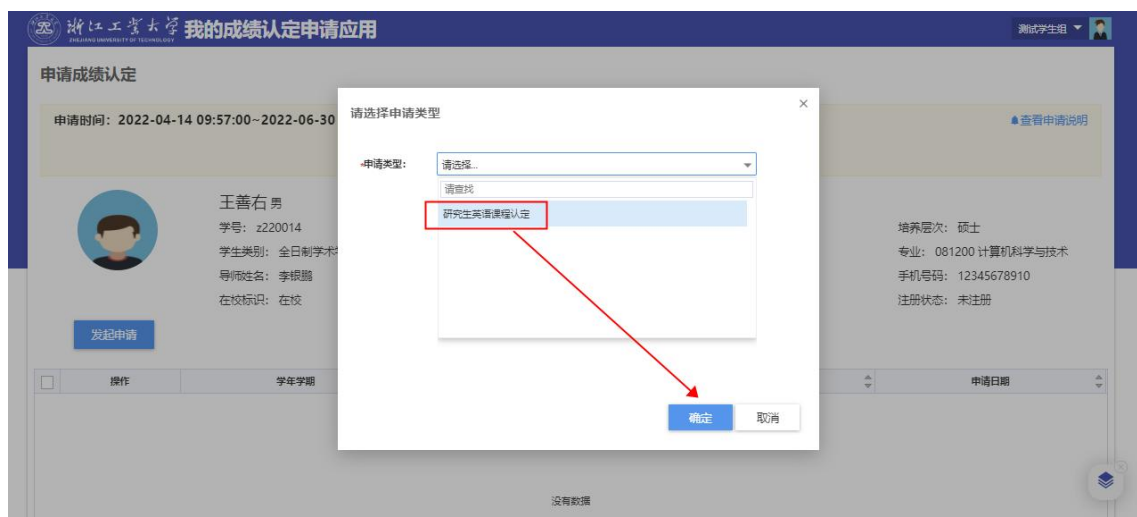 浙江工业大学 我的成绩认定申请应用 测试学生组
ZHEJIANG UNIVERSITY OF TECHNOLOGY
申请成绩认定
请选择申请类型
申请时间：2022-04-14 09:57:00~2022-06-30
查看申请说明
*申请类型：
请选择...
请查找
研究生英语课程认定
王善右 男
学号：z220014
培养层次：硕士
学生类别：全日制学术
专业：081200 计算机科学与技术
导师姓名：李银鹏
手机号码：12345678910
在校标识：在校
注册状态：未注册
发起申请
操作 学年学期 申请日期
确定 取消
没有数据